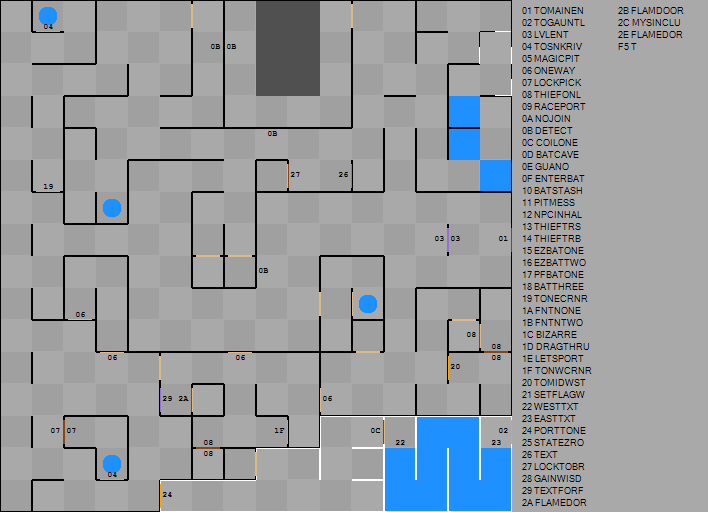 04
0B 0B
0B
27 26
19
03 03 01
0B
06
08
08
06 06 08
20
29 2A 06
07 07 1F 0C 02
08 22 23
08
04
24
01 TOMAINEN 2B FLAMDOOR
02 TOGAUNTL 2C MYSINCLU
03 LVLENT 2E FLAMEDOR
04 TOSNKRIV F5 T
05 MAGICPIT
06 ONEWAY
07 LOCKPICK
08 THIEFONL
09 RACEPORT
0A NOJOIN
0B DETECT
0C COILONE
0D BATCAVE
0E GUANO
0F ENTERBAT
10 BATSTASH
11 PITMESS
12 NPCINHAL
13 THIEFTRS
14 THIEFTRB
15 EZBATONE
16 EZBATTWO
17 PFBATONE
18 BATTHREE
19 TONECRNR
1A FNTNONE
1B FNTNTWO
1C BIZARRE
1D DRAGTHRU
1E LETSPORT
1F TONWCRNR
20 TOMIDWST
21 SETFLAGW
22 WESTTXT
23 EASTTXT
24 PORTTONE
25 STATEZRO
26 TEXT
27 LOCKTOBR
28 GAINWISD
29 TEXTFORF
2A FLAMEDOR